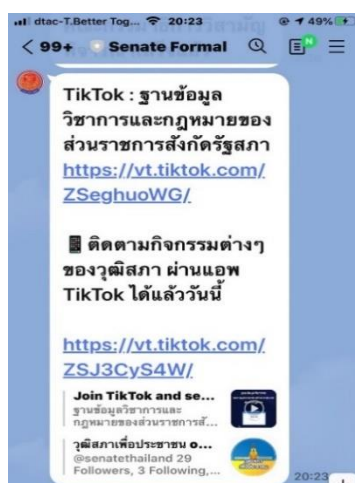 dtac-T.Better Tog... 20:23 49%
99+ Senate Formal N
TikTok : ฐานข้อมูล
วิชาการและกฎหมายของ
ส่วนราชการสังกัดรัฐสภา
https://vt.tiktok.com/
ZSeghuoWG/
ติดตามกิจกรรมต่างๆ
ของวุฒิสภา ผ่านแอพ
TikTok ได้แล้ววันนี้
https://vt.tiktok.com/
ZSJ3CyS4W/
Join TikTok and se...
ฐานข้อมูลวิชาการและ
กฎหมายของส่วนราชการสั...
วุฒิสภาเพื่อประชาชน o...
@senatethailand 29
Followers, 3 Following,...
20:23